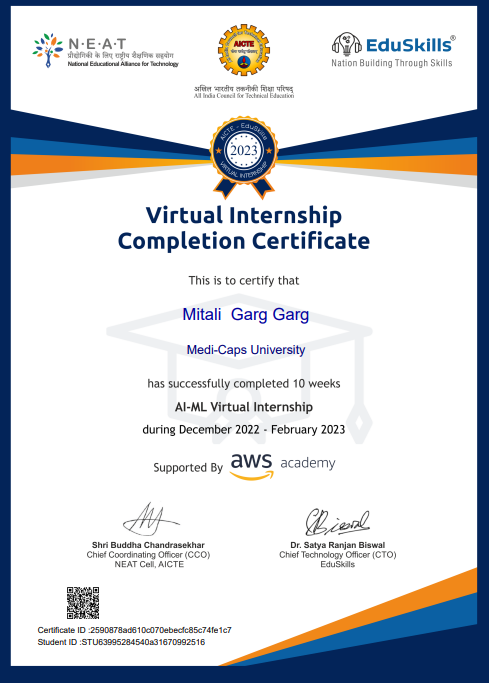 N·E·A·T
प्रौद्योगिकी के लिए राष्ट्रीय शैक्षणिक सहयोग
National Educational Alliance for Technology
AICTE
अखिल भारतीय तकनीकी शिक्षा परिषद्
All India Council for Technical Education
EduSkills®
Nation Building Through Skills
AICTE - EduSkills
2023
VIRTUAL INTERNSHIP
Virtual Internship
Completion Certificate
This is to certify that
Mitali Garg Garg
Medi-Caps University
has successfully completed 10 weeks
AI-ML Virtual Internship
during December 2022 - February 2023
Supported By aws academy
Shri Buddha Chandrasekhar
Chief Coordinating Officer (CCO)
NEAT Cell, AICTE
Dr. Satya Ranjan Biswal
Chief Technology Officer (CTO)
EduSkills
Certificate ID :2590878ad610c070ebecfc85c74fe1c7
Student ID :STU63995284540a31670992516